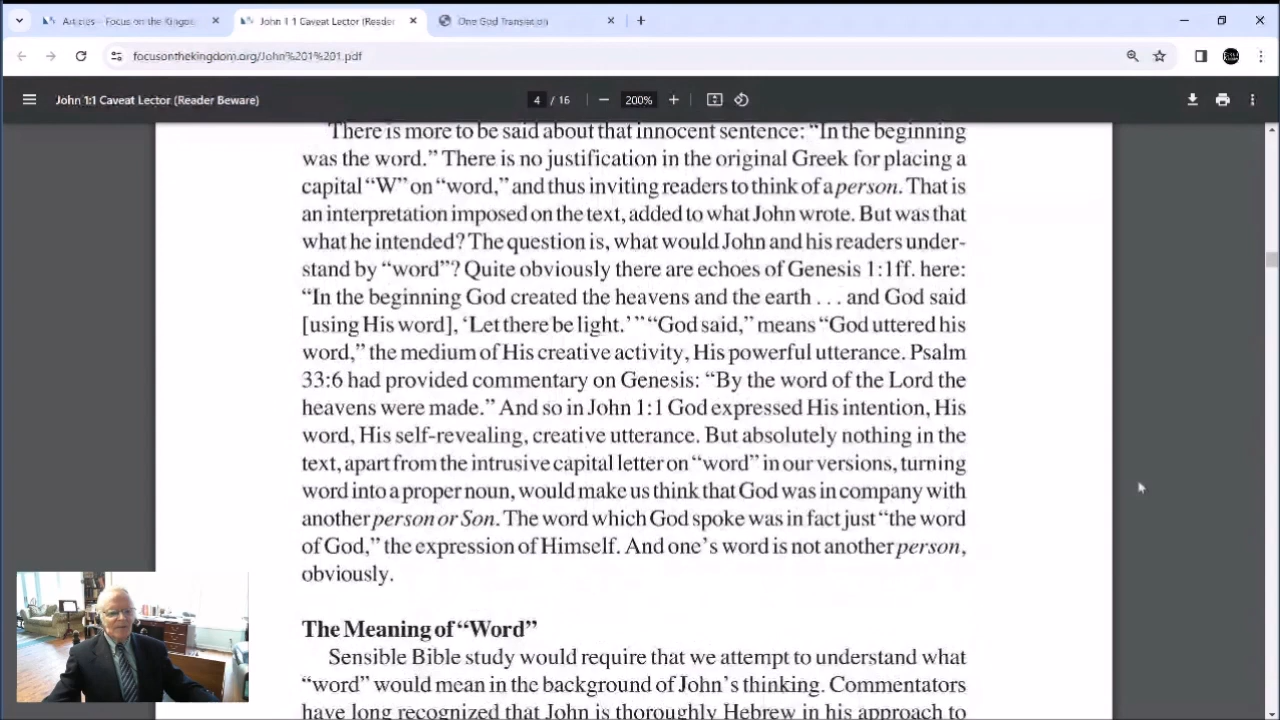 Articles - Focus on the Kingdo
John 1 1 Caveat Lector (Reader
One God Translation
focusonthekingdom.org/John%201%201.pdf
John 1:1 Caveat Lector (Reader Beware)
4 / 16
200%
There is more to be said about that innocent sentence: “In the beginning
was the word.” There is no justification in the original Greek for placing a
capital “W” on “word,” and thus inviting readers to think of a person. That is
an interpretation imposed on the text, added to what John wrote. But was that
what he intended? The question is, what would John and his readers under-
stand by “word”? Quite obviously there are echoes of Genesis 1:1ff. here:
“In the beginning God created the heavens and the earth . . . and God said
[using His word], ‘Let there be light.’” “God said,” means “God uttered his
word,” the medium of His creative activity, His powerful utterance. Psalm
33:6 had provided commentary on Genesis: “By the word of the Lord the
heavens were made.” And so in John 1:1 God expressed His intention, His
word, His self-revealing, creative utterance. But absolutely nothing in the
text, apart from the intrusive capital letter on “word” in our versions, turning
word into a proper noun, would make us think that God was in company with
another person or Son. The word which God spoke was in fact just “the word
of God,” the expression of Himself. And one’s word is not another person,
obviously.
The Meaning of “Word”
Sensible Bible study would require that we attempt to understand what
“word” would mean in the background of John’s thinking. Commentators
have long recognized that John is thoroughly Hebrew in his approach to